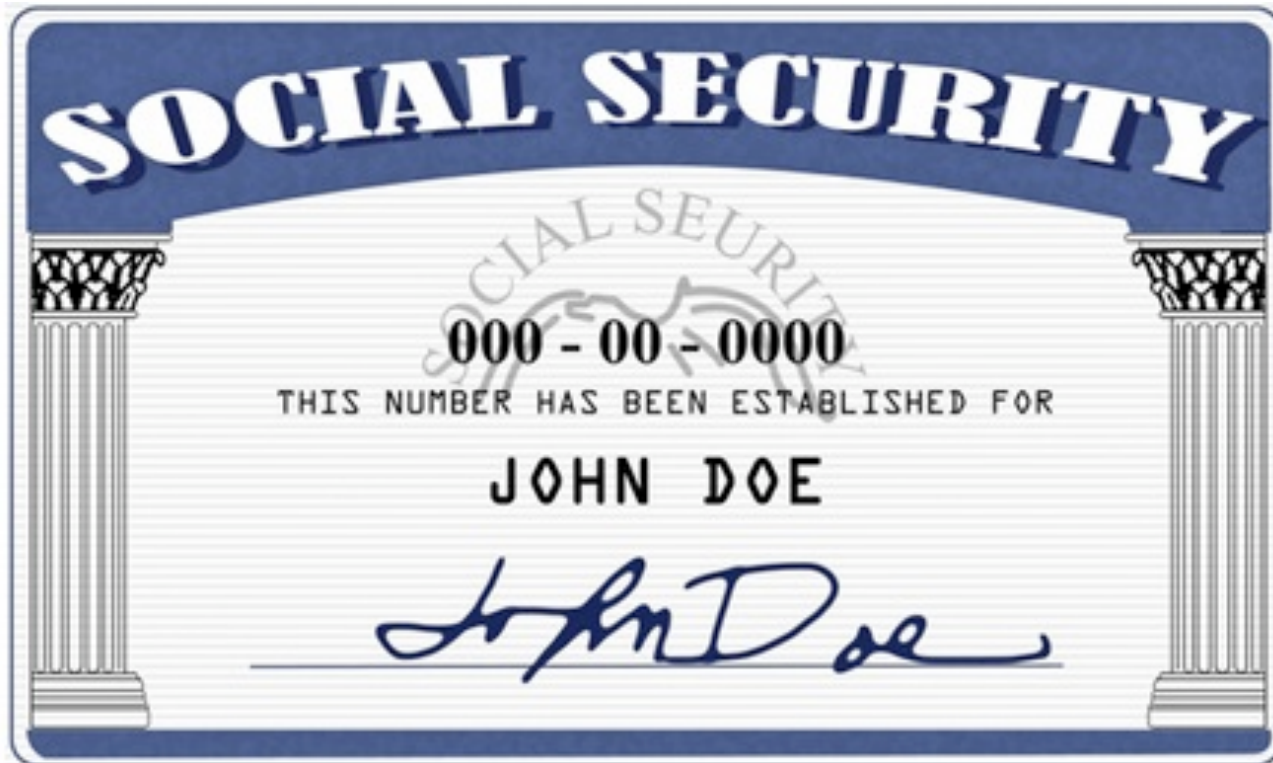 SOCIAL SECURITY
SOCIAL SEURITY
000 - 00 - 0000
THIS NUMBER HAS BEEN ESTABLISHED FOR
JOHN DOE
John Doe